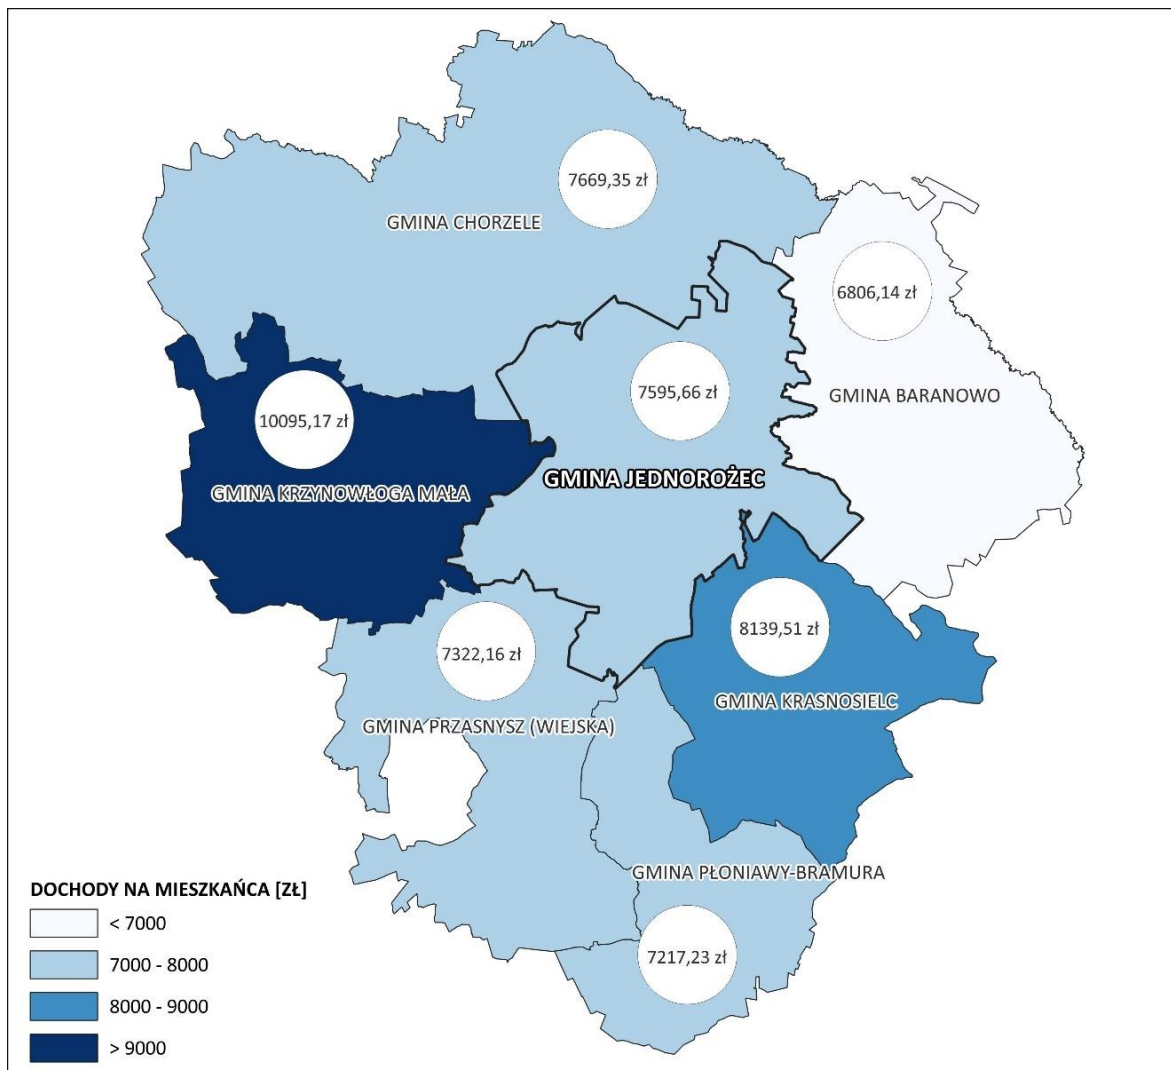 7669,35 zł
GMINA CHORZELE
6806,14 zł
GMINA BARANOWO
7595,66 zł
GMINA JEDNOROŻEC
10095,17 zł
GMINA KRZYNOWŁOGA MAŁA
8139,51 zł
GMINA KRASNOSIELC
7322,16 zł
GMINA PRZASNYSZ (WIEJSKA)
GMINA PŁONIAWY-BRAMURA
7217,23 zł
DOCHODY NA MIESZKAŃCA [ZŁ]
< 7000
7000 - 8000
8000 - 9000
> 9000